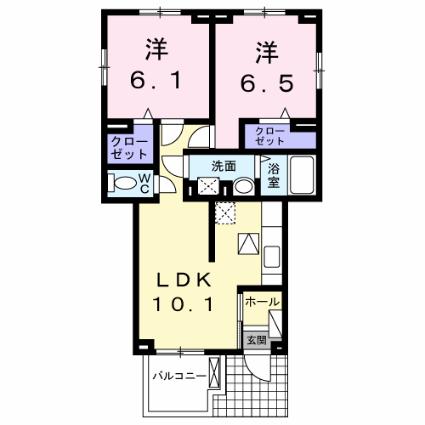 洋
6.1
洋
6.5
クロー
ゼット
クロー
ゼット
洗面
浴
室
WC
LDK
10.1
ホール
玄関
バルコニー